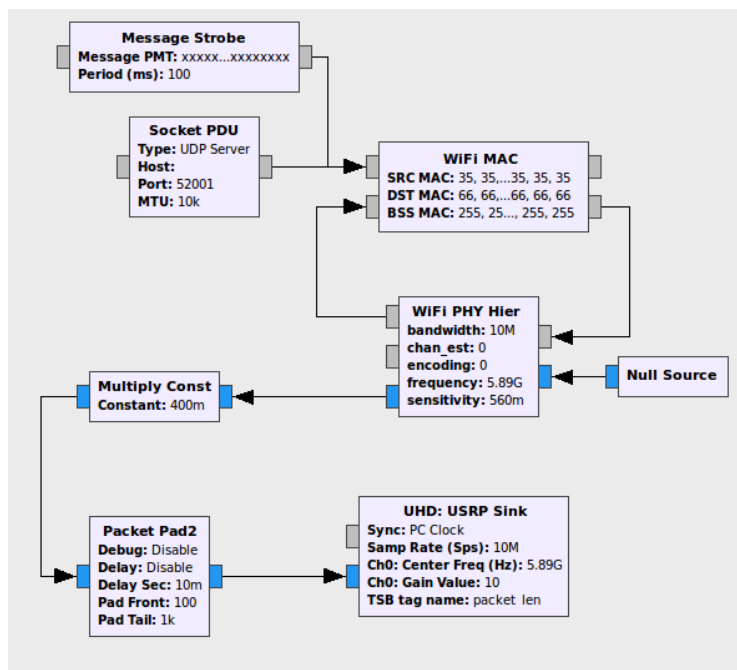 Message Strobe
Message PMT: xxxxx...xxxxxxxx
Period (ms): 100
Socket PDU
Type: UDP Server
Host:
Port: 52001
MTU: 10k
WiFi MAC
SRC MAC: 35, 35,...35, 35, 35
DST MAC: 66, 66,...66, 66, 66
BSS MAC: 255, 25..., 255, 255
WiFi PHY Hier
bandwidth: 10M
chan_est: 0
encoding: 0
frequency: 5.89G
sensitivity: 560m
Null Source
Multiply Const
Constant: 400m
Packet Pad2
Debug: Disable
Delay: Disable
Delay Sec: 10m
Pad Front: 100
Pad Tail: 1k
UHD: USRP Sink
Sync: PC Clock
Samp Rate (Sps): 10M
Ch0: Center Freq (Hz): 5.89G
Ch0: Gain Value: 10
TSB tag name: packet_len